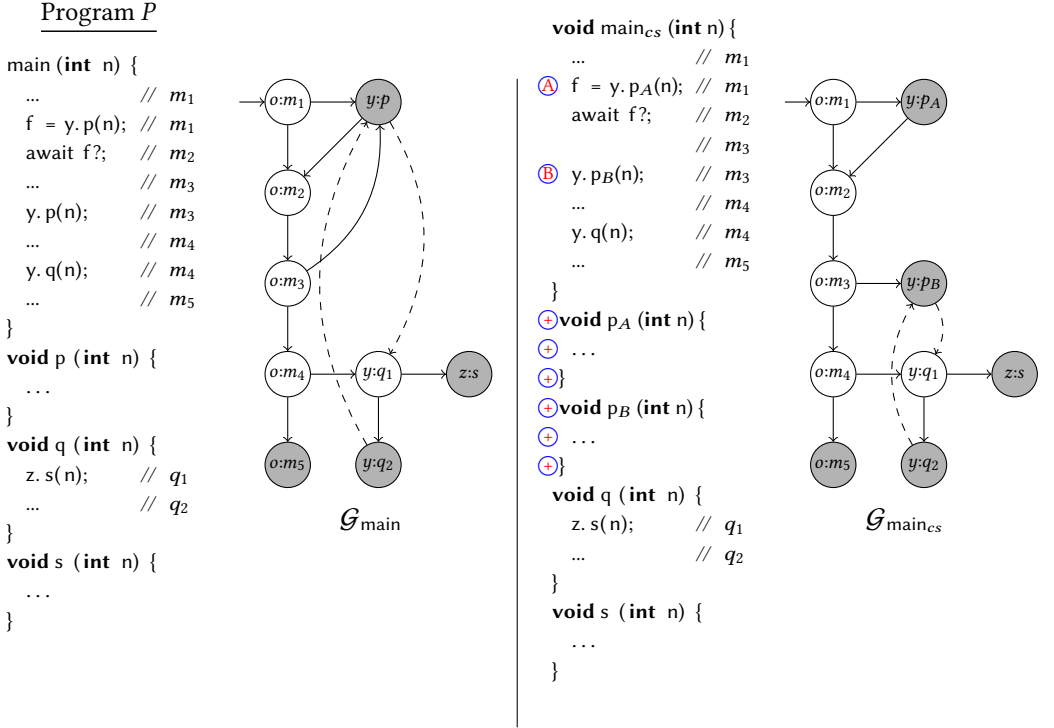 Program P
main (int n) {
... // m₁
f = y.p(n); // m₁
await f?; // m₂
... // m₃
y.p(n); // m₃
... // m₄
y.q(n); // m₄
... // m₅
}
void p (int n) {
...
}
void q (int n) {
z.s(n); // q₁
... // q₂
}
void s (int n) {
...
}
o:m₁ y:p
o:m₂
o:m₃
o:m₄ y:q₁ z:s
o:m₅ y:q₂
𝒢main
void main_cs (int n) {
... // m₁
A f = y.p_A(n); // m₁
await f?; // m₂
// m₃
B y.p_B(n); // m₃
... // m₄
y.q(n); // m₄
... // m₅
}
+ void p_A (int n) {
+ ...
+ }
+ void p_B (int n) {
+ ...
+ }
void q (int n) {
z.s(n); // q₁
... // q₂
}
void s (int n) {
...
}
o:m₁ y:p_A
o:m₂
o:m₃ y:p_B
o:m₄ y:q₁ z:s
o:m₅ y:q₂
𝒢main_cs